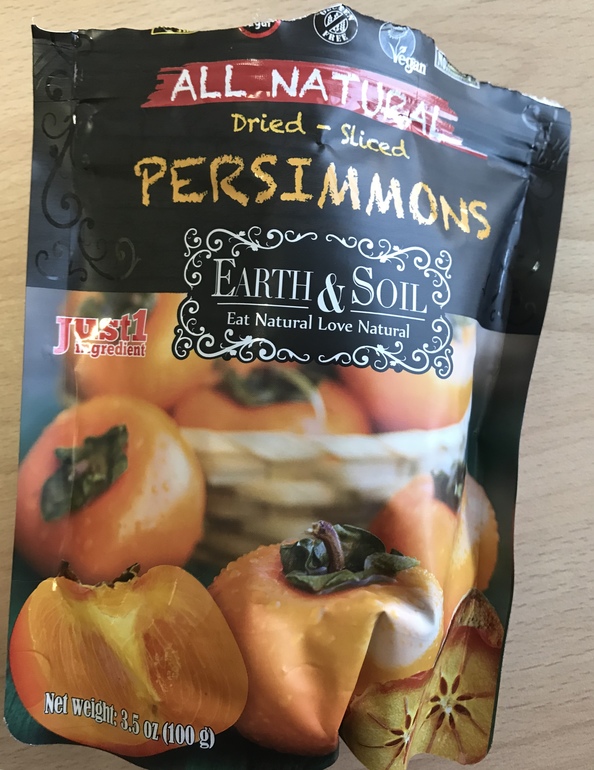 FREE
Vegan
ALL NATURAL
Dried - Sliced
PERSIMMONS
EARTH & SOIL
Eat Natural Love Natural
Just1
ingredient
Net weight: 3.5 oz (100 g)